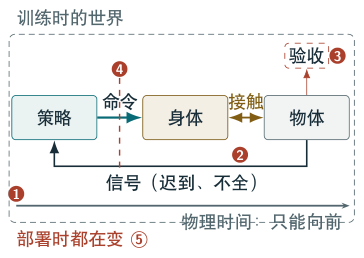 训练时的世界
验收 3
4
命令
接触
策略
身体
物体
2
信号（迟到、不全）
1
物理时间：只能向前
部署时都在变 5